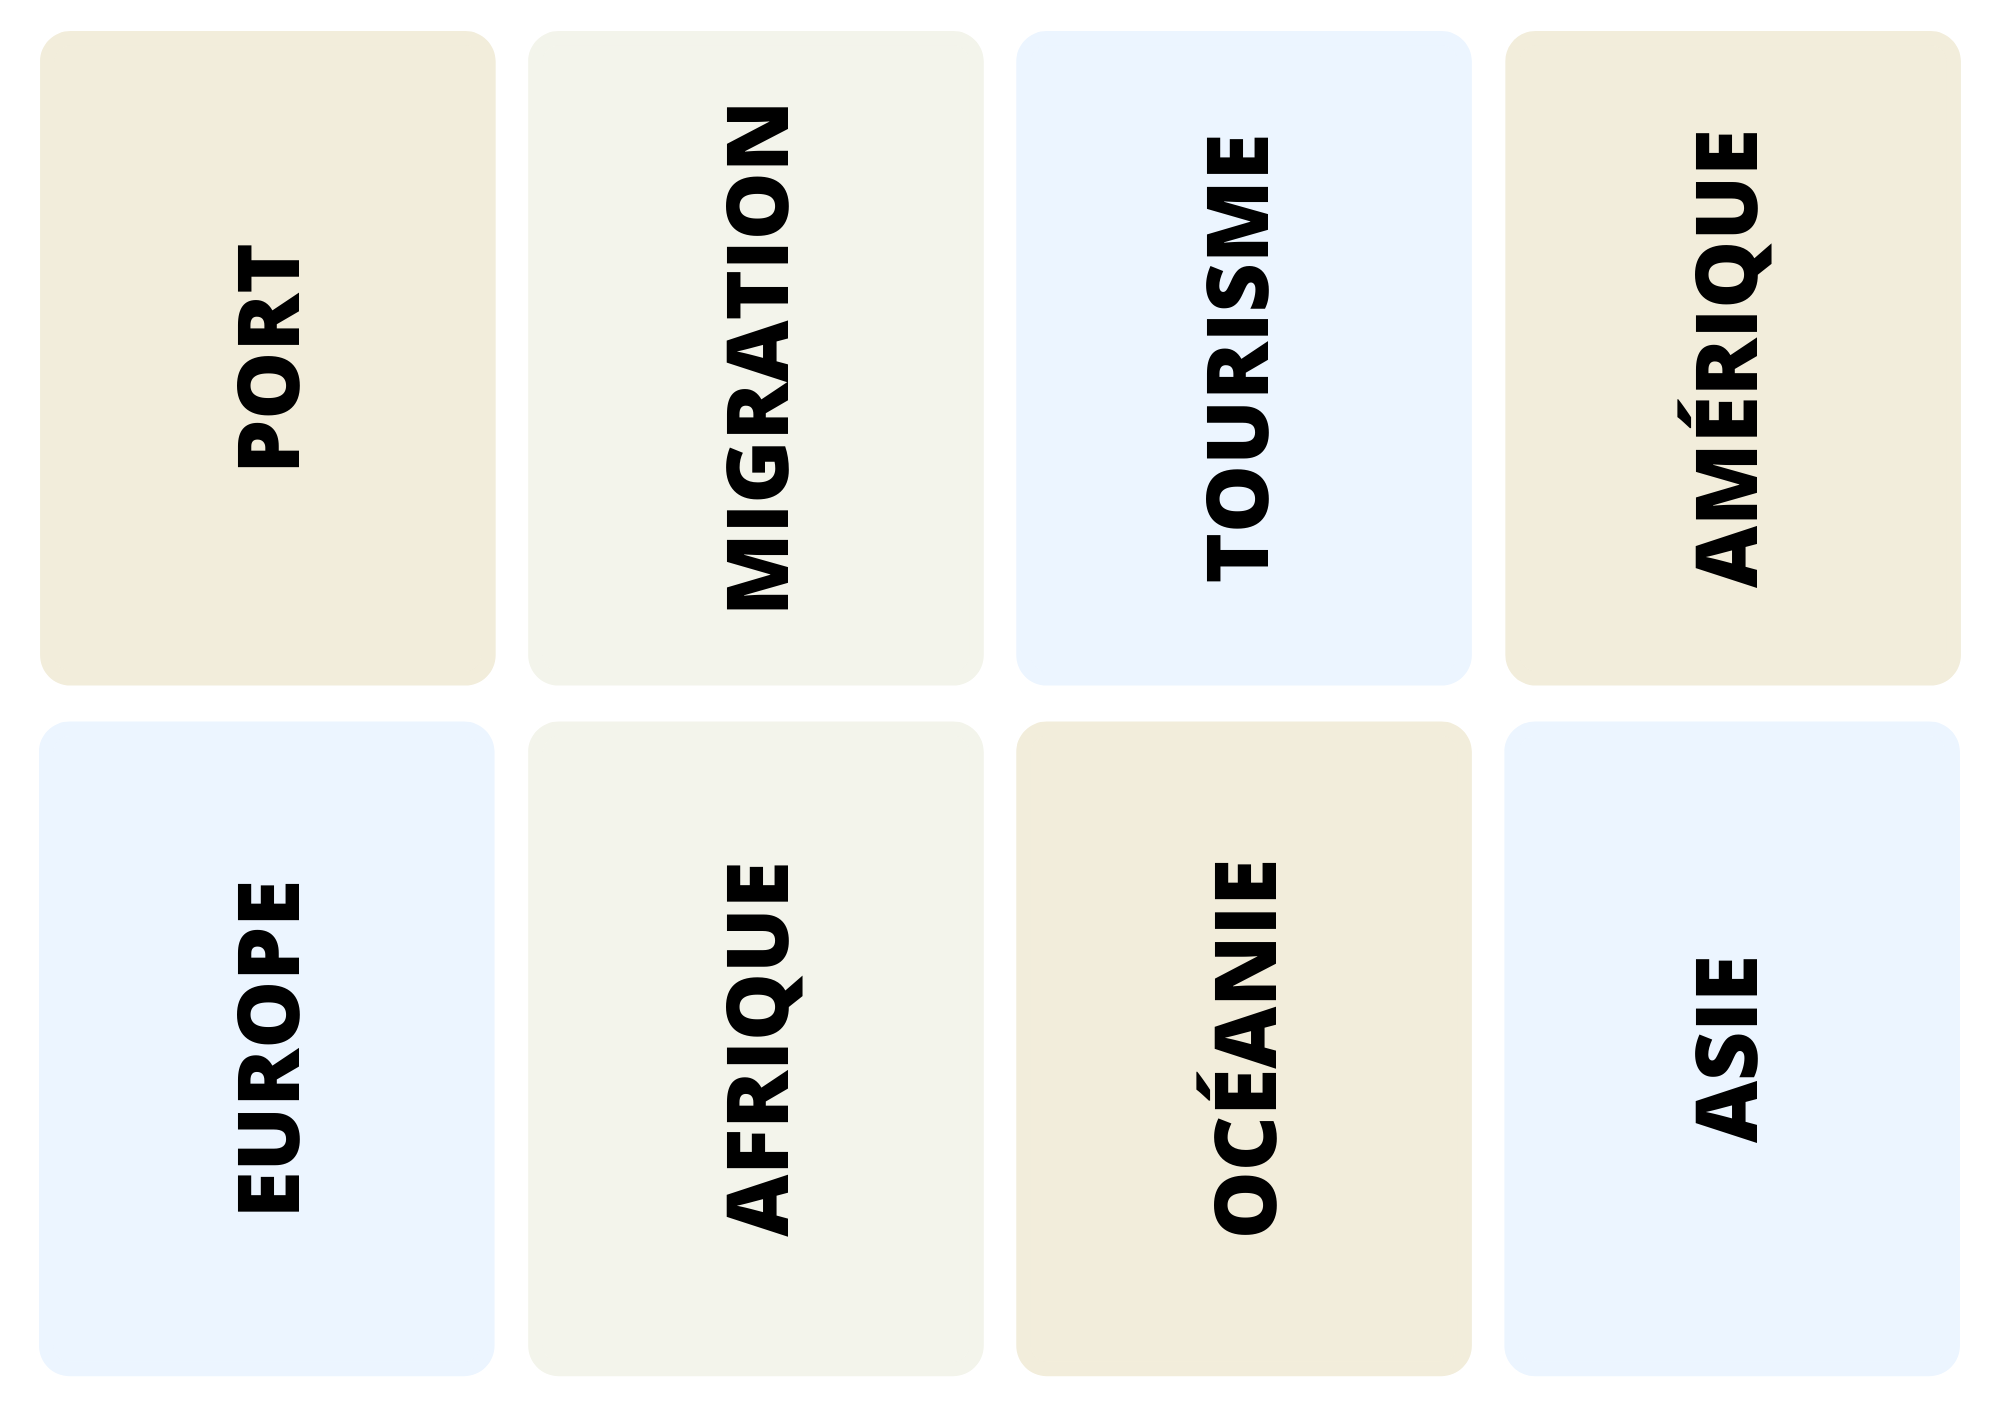 PORT
MIGRATION
TOURISME
AMÉRIQUE
EUROPE
AFRIQUE
OCÉANIE
ASIE